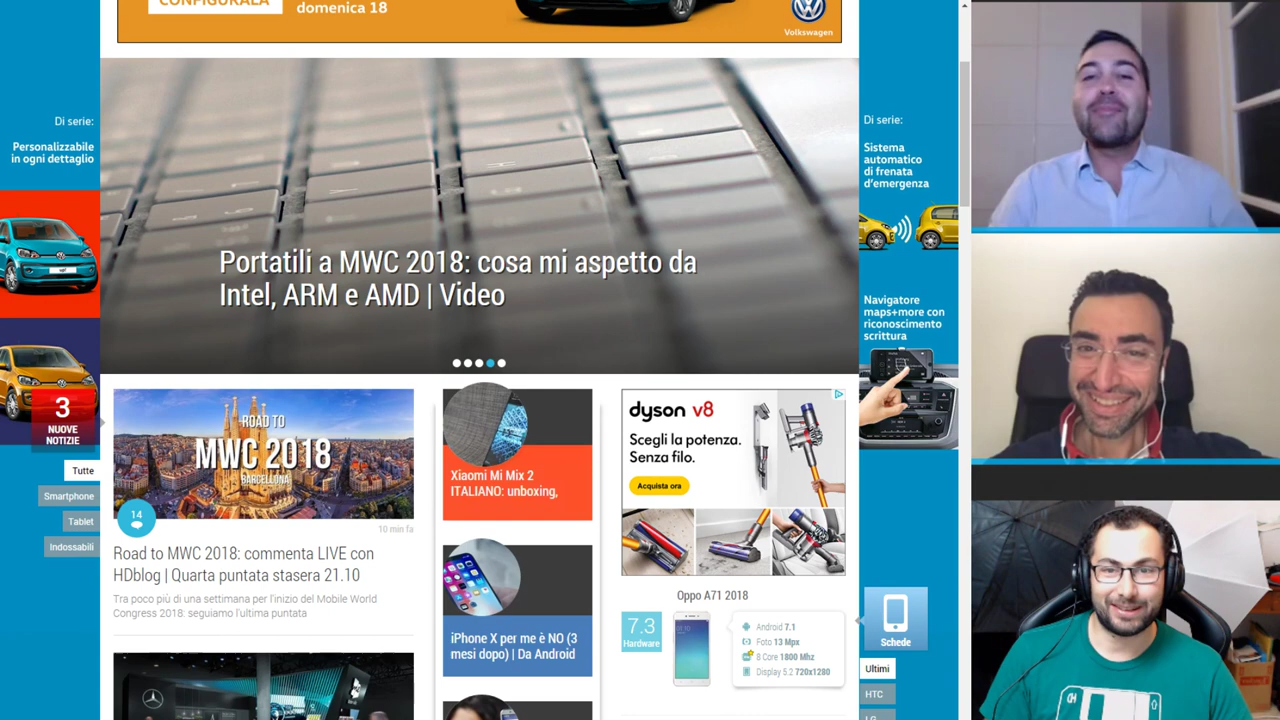 CONFIGURALA
domenica 18
Volkswagen
Di serie:
Personalizzabile
in ogni dettaglio
3
NUOVE
NOTIZIE
Tutte
Smartphone
Tablet
Indossabili
Portatili a MWC 2018: cosa mi aspetto da
Intel, ARM e AMD | Video
Di serie:
Sistema
automatico
di frenata
d'emergenza
Navigatore
maps+more con
riconoscimento
scrittura
ROAD TO
MWC 2018
BARCELLONA
14
10 min fa
Road to MWC 2018: commenta LIVE con
HDblog | Quarta puntata stasera 21.10
Tra poco più di una settimana per l'inizio del Mobile World
Congress 2018: seguiamo l'ultima puntata
Xiaomi Mi Mix 2
ITALIANO: unboxing,
iPhone X per me è NO (3
mesi dopo) | Da Android
dyson v8
Scegli la potenza.
Senza filo.
Acquista ora
Oppo A71 2018
7.3
Hardware
Android 7.1
Foto 13 Mpx
8 Core 1800 Mhz
Display 5.2 720x1280
Schede
Ultimi
HTC
LG